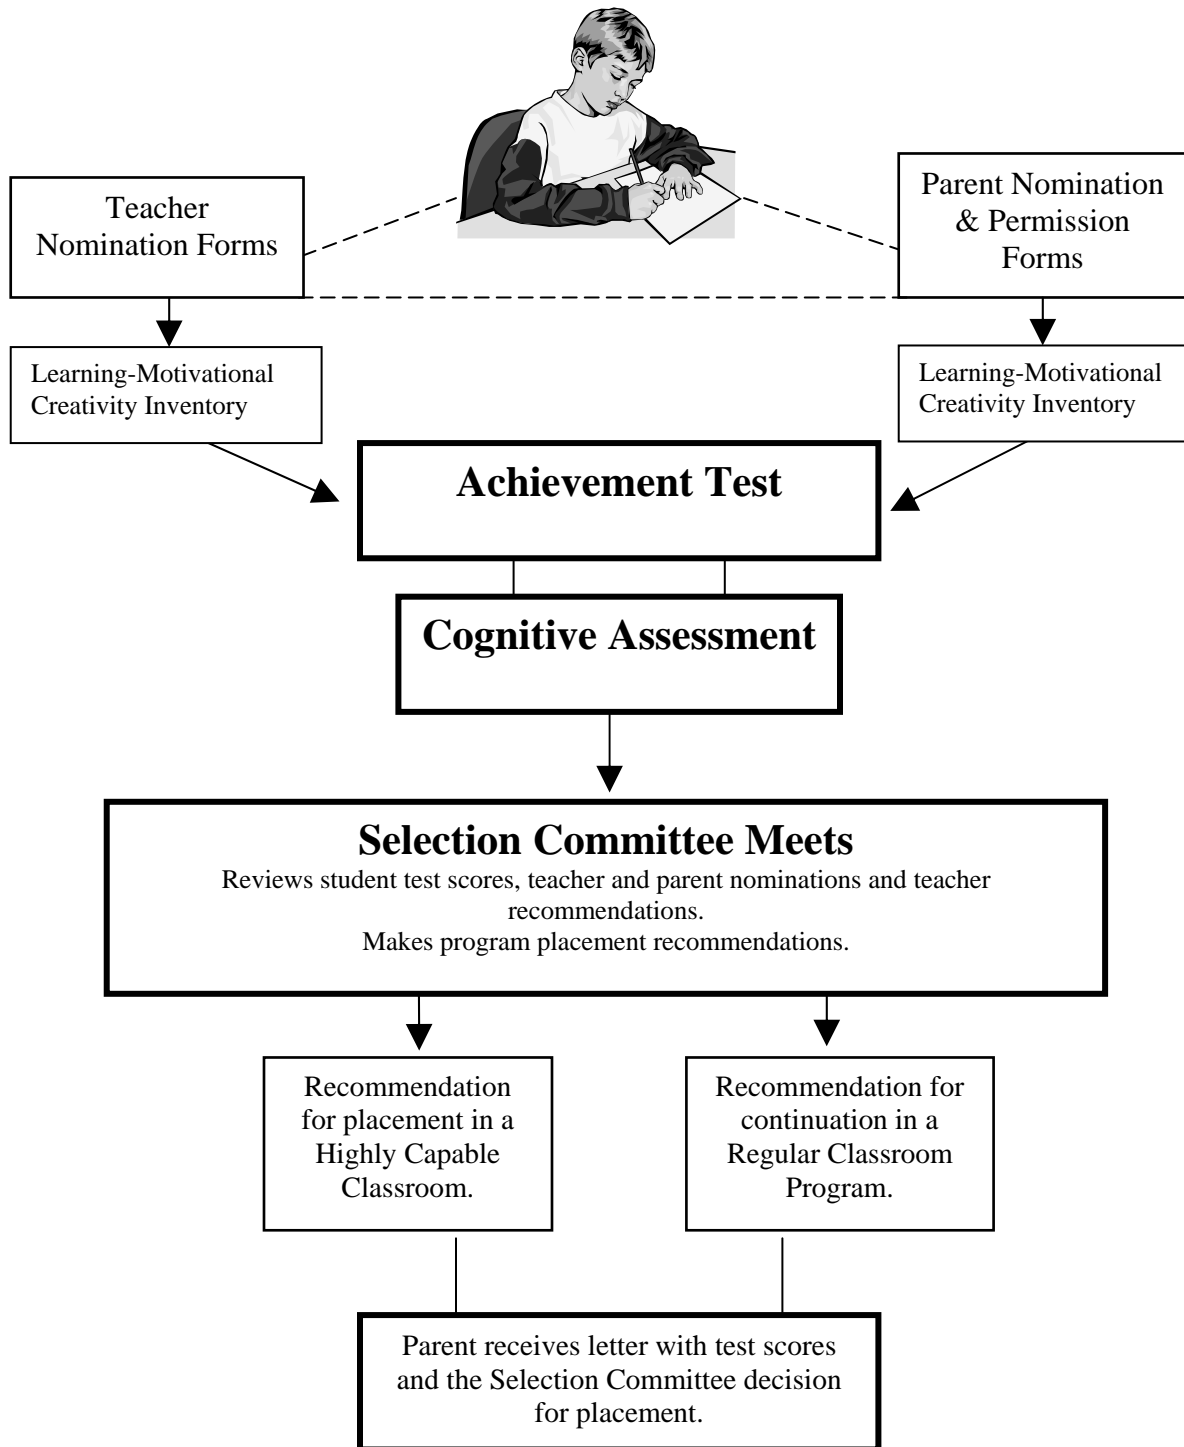 Teacher
Nomination Forms
Parent Nomination
& Permission
Forms
Learning-Motivational
Creativity Inventory
Learning-Motivational
Creativity Inventory
Achievement Test
Cognitive Assessment
Selection Committee Meets
Reviews student test scores, teacher and parent nominations and teacher
recommendations.
Makes program placement recommendations.
Recommendation
for placement in a
Highly Capable
Classroom.
Recommendation for
continuation in a
Regular Classroom
Program.
Parent receives letter with test scores
and the Selection Committee decision
for placement.